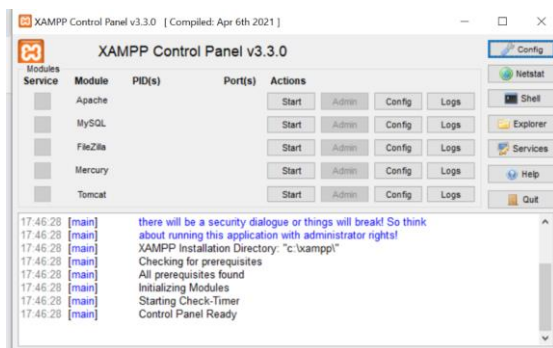 XAMPP Control Panel v3.3.0 [ Compiled: Apr 6th 2021 ]
XAMPP Control Panel v3.3.0
Config
Modules
Service Module PID(s) Port(s) Actions
Netstat
Apache Start Admin Config Logs
Shell
MySQL Start Admin Config Logs
Explorer
FileZilla Start Admin Config Logs
Services
Mercury Start Admin Config Logs
Help
Tomcat Start Admin Config Logs
Quit
17:46:28 [main] there will be a security dialogue or things will break! So think
17:46:28 [main] about running this application with administrator rights!
17:46:28 [main] XAMPP Installation Directory: "c:\xampp\"
17:46:28 [main] Checking for prerequisites
17:46:28 [main] All prerequisites found
17:46:28 [main] Initializing Modules
17:46:28 [main] Starting Check-Timer
17:46:28 [main] Control Panel Ready